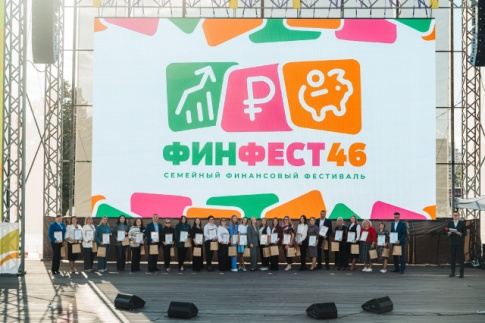 ФИНФЕСТ46
СЕМЕЙНЫЙ ФИНАНСОВЫЙ ФЕСТИВАЛЬ